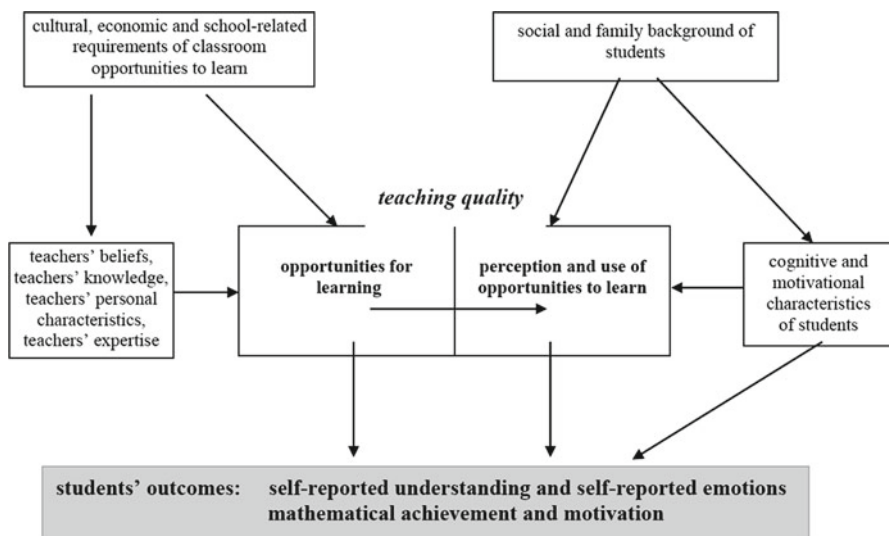 cultural, economic and school-related
requirements of classroom
opportunities to learn
social and family background of
students
teaching quality
teachers’ beliefs,
teachers’ knowledge,
teachers’ personal
characteristics,
teachers’ expertise
opportunities for
learning
perception and use of
opportunities to learn
cognitive and
motivational
characteristics
of students
students’ outcomes: self-reported understanding and self-reported emotions
mathematical achievement and motivation